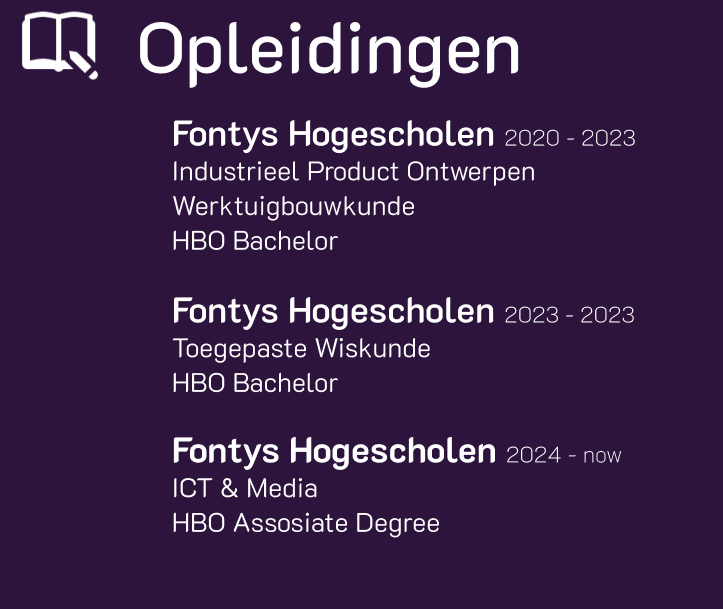 Opleidingen
Fontys Hogescholen 2020 - 2023
Industrieel Product Ontwerpen
Werktuigbouwkunde
HBO Bachelor
Fontys Hogescholen 2023 - 2023
Toegepaste Wiskunde
HBO Bachelor
Fontys Hogescholen 2024 - now
ICT & Media
HBO Assosiate Degree